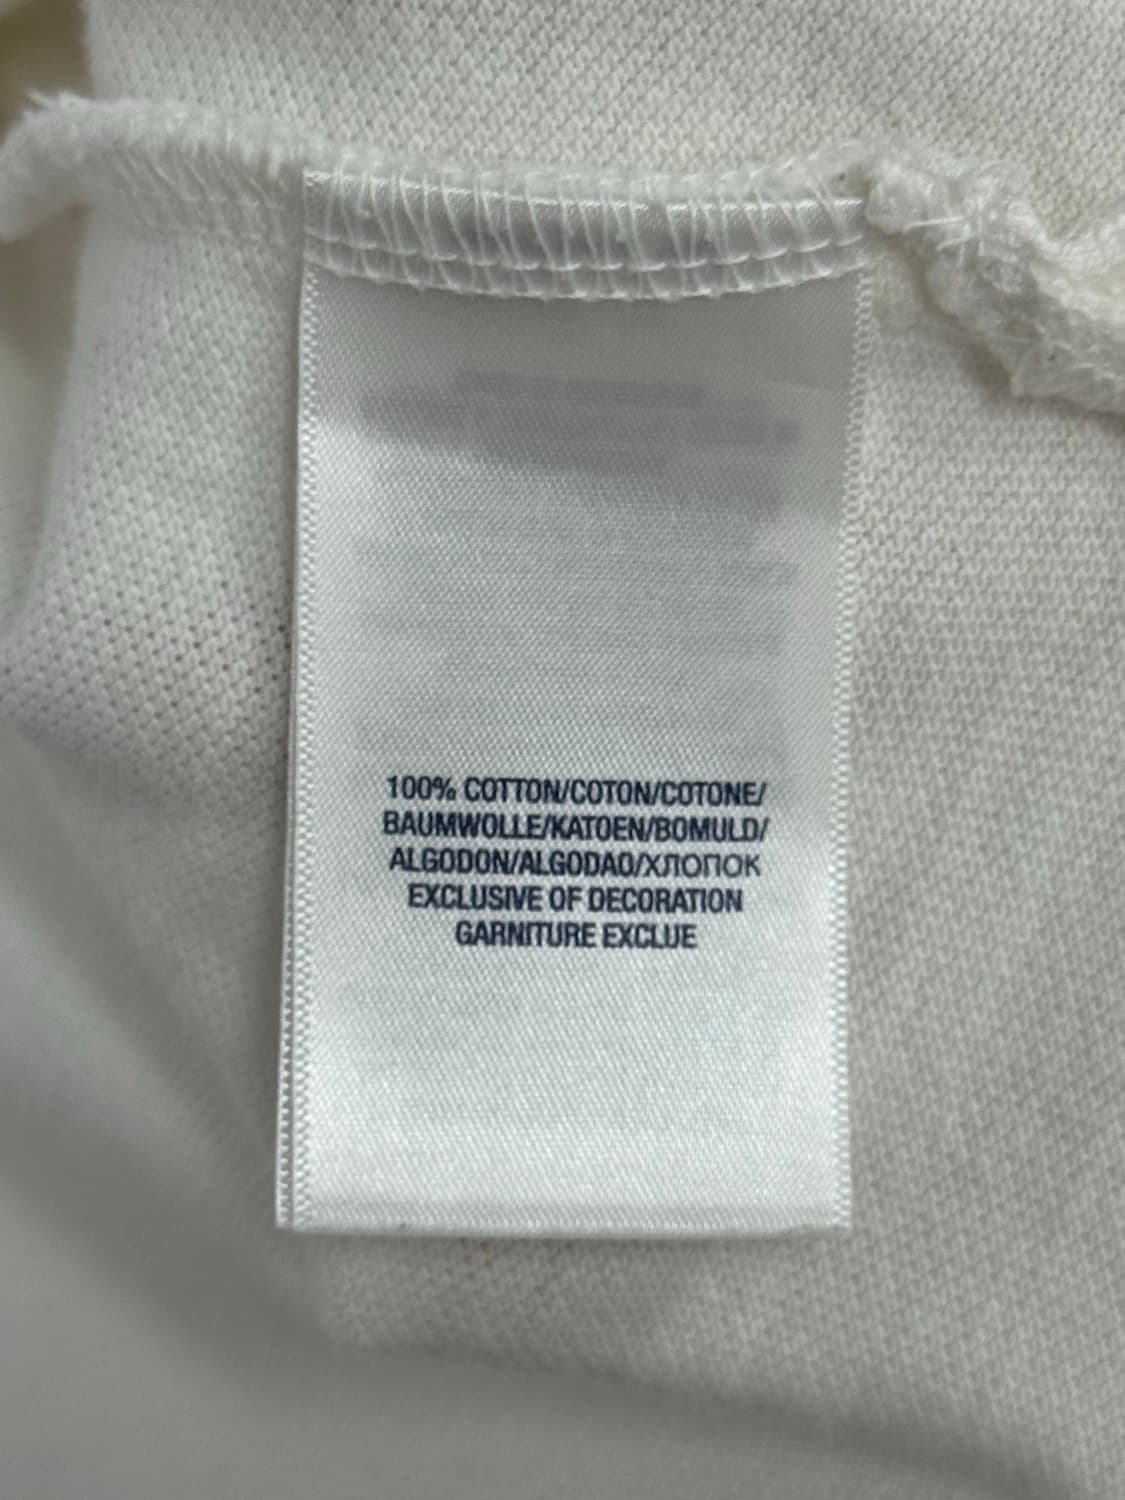 100% COTTON/COTON/COTONE/
BAUMWOLLE/KATOEN/BOMULD/
ALGODON/ALGODAO/ХЛОПОК
EXCLUSIVE OF DECORATION
GARNITURE EXCLUE